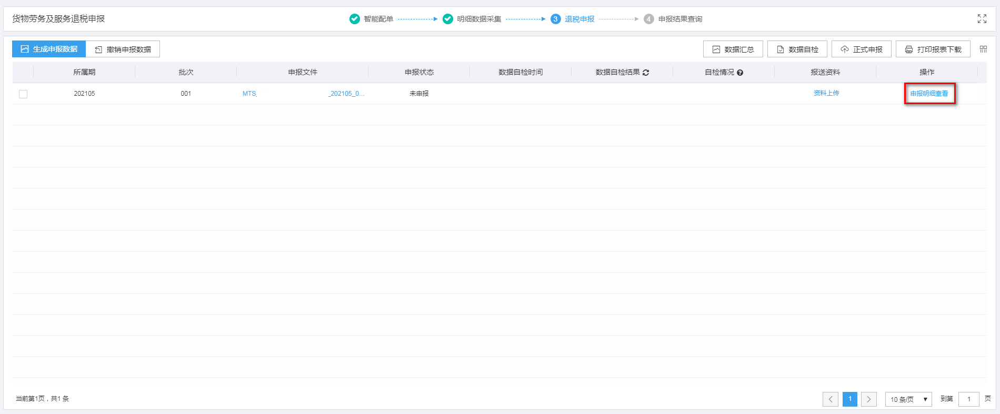 货物劳务及服务退税申报
智能配单 明细数据采集 3 退税申报 4 申报结果查询
生成申报数据 撤销申报数据 数据汇总 数据自检 正式申报 打印报表下载
所属期 批次 申报文件 申报状态 数据自检时间 数据自检结果 自检情况 报送资料 操作
202105 001 MTS_ _202105_0... 未申报 资料上传 申报明细查看
当前第1页，共1 条 1 10 条/页 到第 1 页